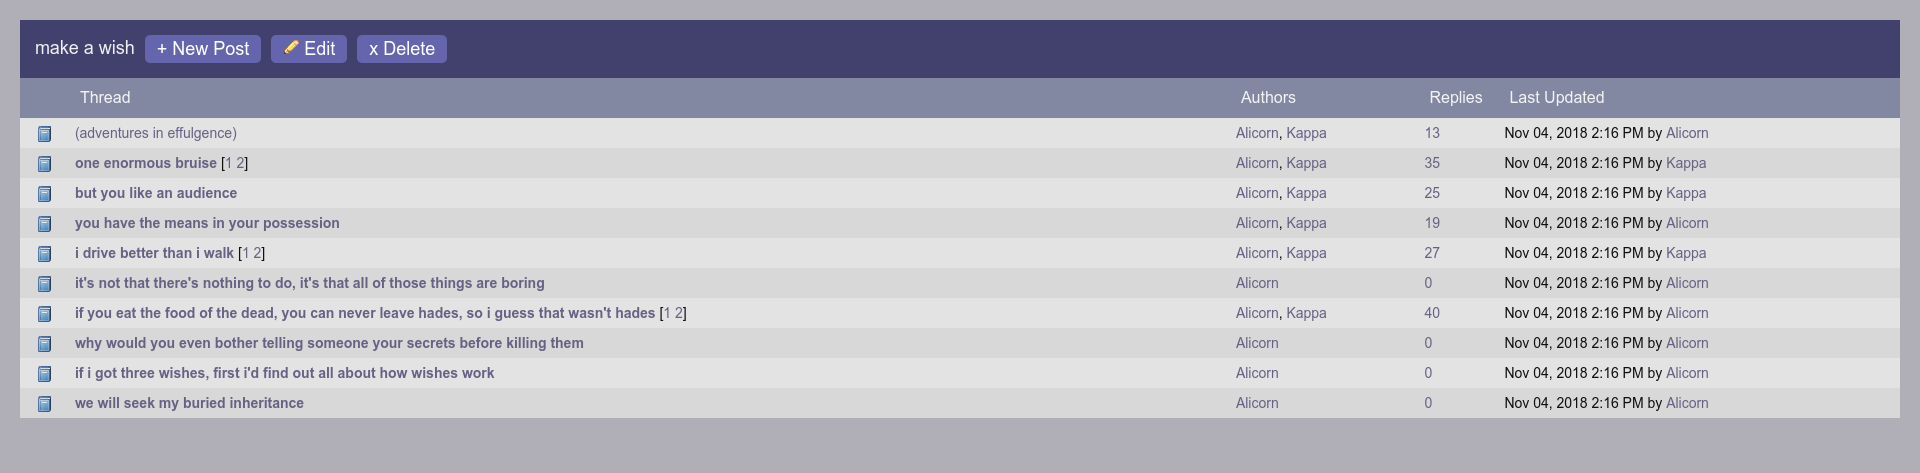 make a wish + New Post Edit x Delete
Thread Authors Replies Last Updated
(adventures in effulgence) Alicorn, Kappa 13 Nov 04, 2018 2:16 PM by Alicorn
one enormous bruise [1 2] Alicorn, Kappa 35 Nov 04, 2018 2:16 PM by Kappa
but you like an audience Alicorn, Kappa 25 Nov 04, 2018 2:16 PM by Kappa
you have the means in your possession Alicorn, Kappa 19 Nov 04, 2018 2:16 PM by Alicorn
i drive better than i walk [1 2] Alicorn, Kappa 27 Nov 04, 2018 2:16 PM by Kappa
it's not that there's nothing to do, it's that all of those things are boring Alicorn 0 Nov 04, 2018 2:16 PM by Alicorn
if you eat the food of the dead, you can never leave hades, so i guess that wasn't hades [1 2] Alicorn, Kappa 40 Nov 04, 2018 2:16 PM by Alicorn
why would you even bother telling someone your secrets before killing them Alicorn 0 Nov 04, 2018 2:16 PM by Alicorn
if i got three wishes, first i'd find out all about how wishes work Alicorn 0 Nov 04, 2018 2:16 PM by Alicorn
we will seek my buried inheritance Alicorn 0 Nov 04, 2018 2:16 PM by Alicorn